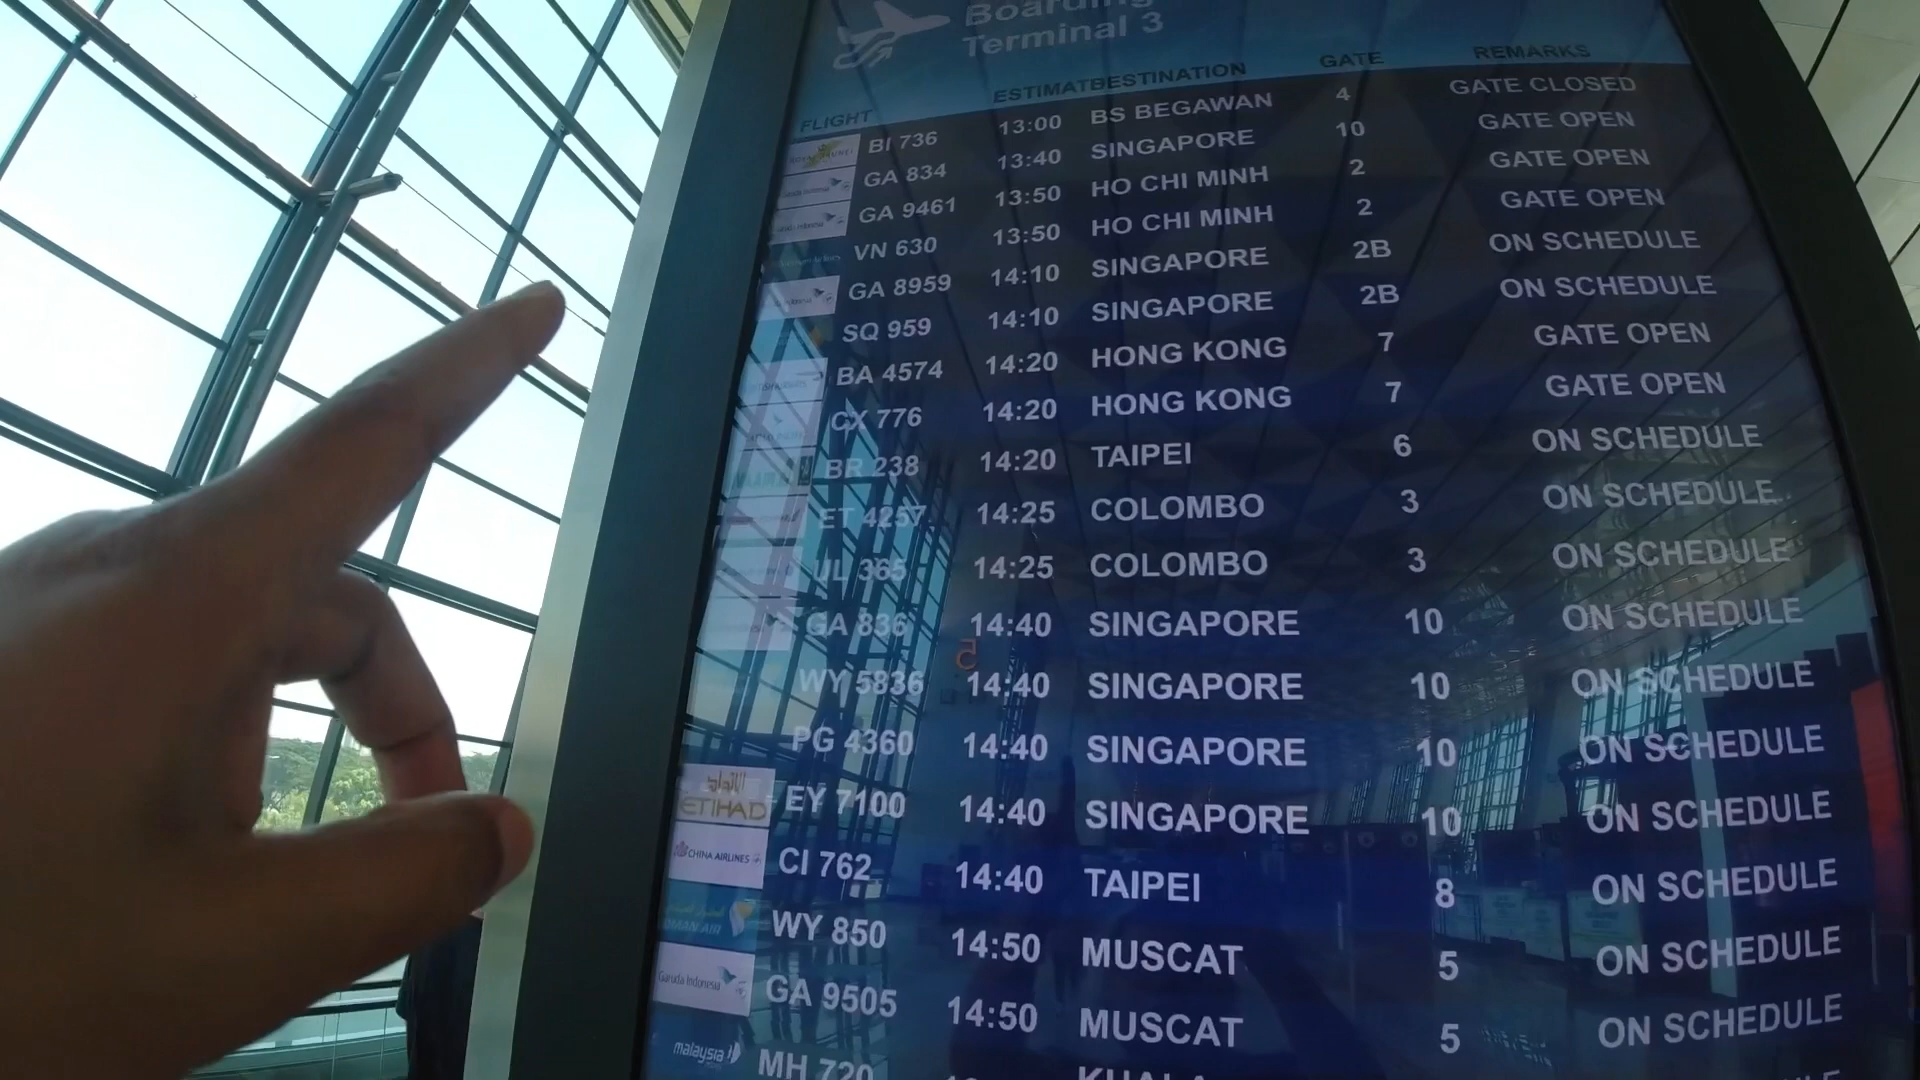 Boarding
Terminal 3
FLIGHT ESTIMATDESTINATION GATE REMARKS
BI 736 13:00 BS BEGAWAN 4 GATE CLOSED
GA 834 13:40 SINGAPORE 10 GATE OPEN
GA 9461 13:50 HO CHI MINH 2 GATE OPEN
VN 630 13:50 HO CHI MINH 2 GATE OPEN
GA 8959 14:10 SINGAPORE 2B ON SCHEDULE
SQ 959 14:10 SINGAPORE 2B ON SCHEDULE
BA 4574 14:20 HONG KONG 7 GATE OPEN
CX 776 14:20 HONG KONG 7 GATE OPEN
BR 238 14:20 TAIPEI 6 ON SCHEDULE
ET 4257 14:25 COLOMBO 3 ON SCHEDULE
UL 365 14:25 COLOMBO 3 ON SCHEDULE
GA 836 14:40 SINGAPORE 10 ON SCHEDULE
WY 5836 14:40 SINGAPORE 10 ON SCHEDULE
PG 4360 14:40 SINGAPORE 10 ON SCHEDULE
الإتحاد ETIHAD EY 7100 14:40 SINGAPORE 10 ON SCHEDULE
CHINA AIRLINES CI 762 14:40 TAIPEI 8 ON SCHEDULE
OMAN AIR WY 850 14:50 MUSCAT 5 ON SCHEDULE
Garuda Indonesia GA 9505 14:50 MUSCAT 5 ON SCHEDULE
malaysia MH 720 KUALA